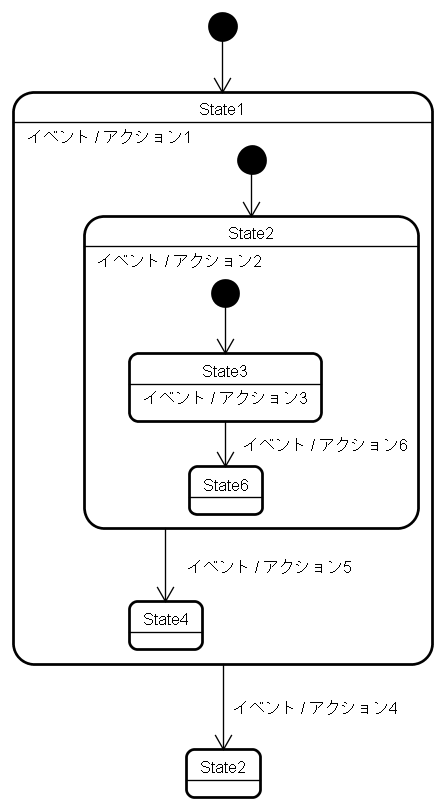 State1
イベント / アクション1
State2
イベント / アクション2
State3
イベント / アクション3
イベント / アクション6
State6
イベント / アクション5
State4
イベント / アクション4
State2